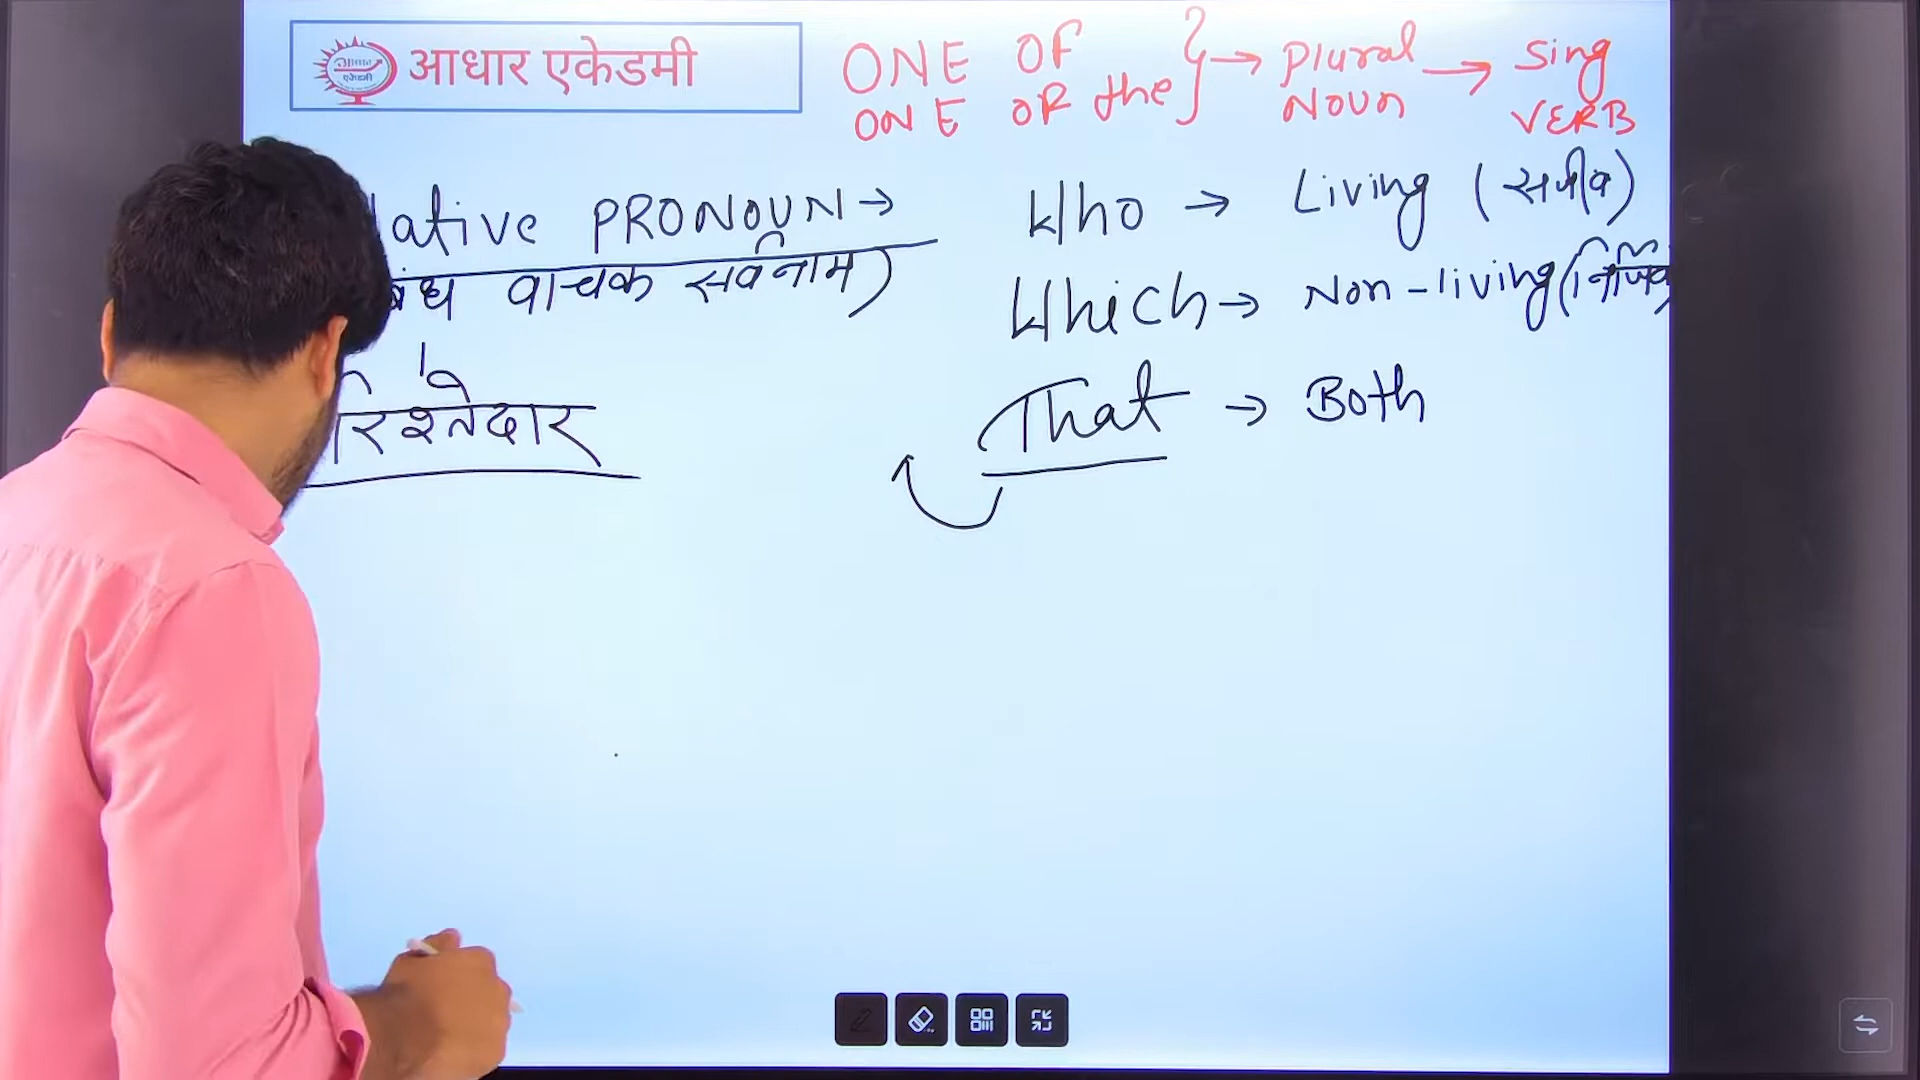 आधार एकेडमी
ONE OF
ONE OF the } → Plural NOUN → Sing VERB
lative PRONOUN →
बंध वाचक सर्वनाम)
रिश्तेदार
Who → Living (सजीव)
Which → Non-living (निर्जीव
That → Both